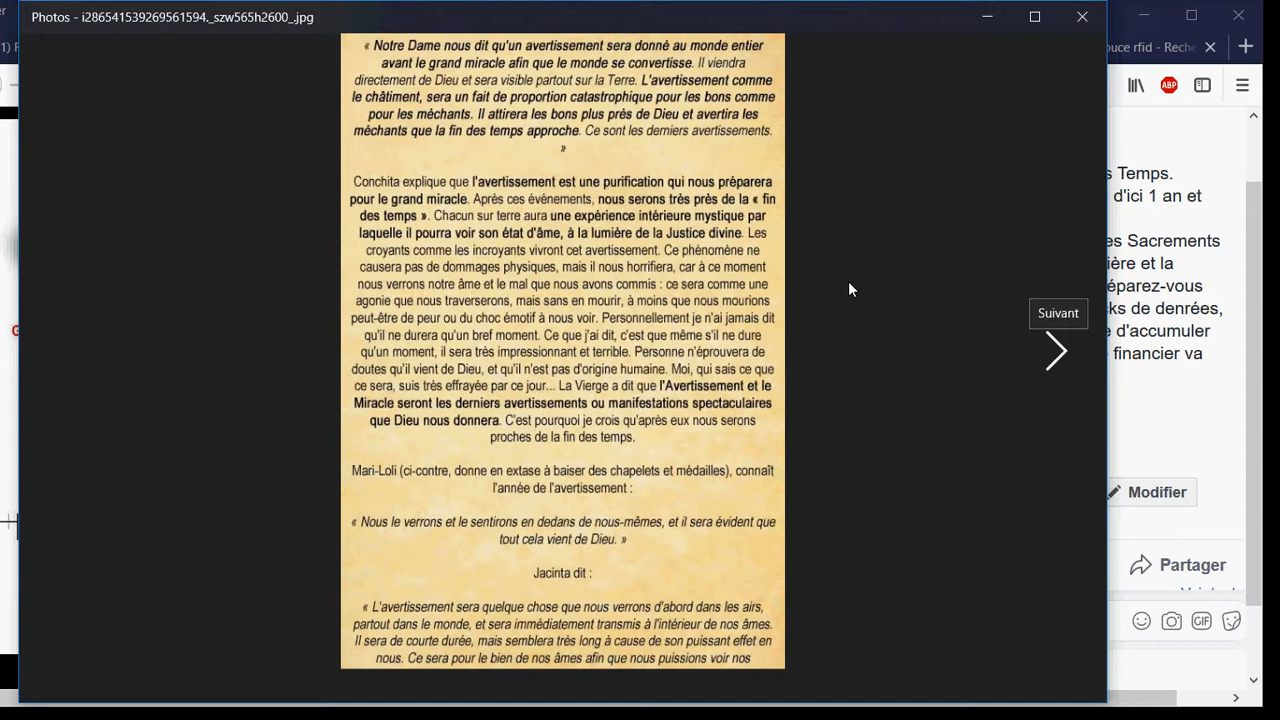 Photos - i286541539269561594._szw565h2600_.jpg
« Notre Dame nous dit qu'un avertissement sera donné au monde entier
avant le grand miracle afin que le monde se convertisse. Il viendra
directement de Dieu et sera visible partout sur la Terre. L'avertissement comme
le châtiment, sera un fait de proportion catastrophique pour les bons comme
pour les méchants. Il attirera les bons plus près de Dieu et avertira les
méchants que la fin des temps approche. Ce sont les derniers avertissements.
»
Conchita explique que l'avertissement est une purification qui nous préparera
pour le grand miracle. Après ces événements, nous serons très près de la « fin
des temps ». Chacun sur terre aura une expérience intérieure mystique par
laquelle il pourra voir son état d'âme, à la lumière de la Justice divine. Les
croyants comme les incroyants vivront cet avertissement. Ce phénomène ne
causera pas de dommages physiques, mais il nous horrifiera, car à ce moment
nous verrons notre âme et le mal que nous avons commis : ce sera comme une
agonie que nous traverserons, mais sans en mourir, à moins que nous mourions
peut-être de peur ou du choc émotif à nous voir. Personnellement je n'ai jamais dit
qu'il ne durera qu'un bref moment. Ce que j'ai dit, c'est que même s'il ne dure
qu'un moment, il sera très impressionnant et terrible. Personne n'éprouvera de
doutes qu'il vient de Dieu, et qu'il n'est pas d'origine humaine. Moi, qui sais ce que
ce sera, suis très effrayée par ce jour... La Vierge a dit que l'Avertissement et le
Miracle seront les derniers avertissements ou manifestations spectaculaires
que Dieu nous donnera. C'est pourquoi je crois qu'après eux nous serons
proches de la fin des temps.
Mari-Loli (ci-contre, donne en extase à baiser des chapelets et médailles), connaît
l'année de l'avertissement :
« Nous le verrons et le sentirons en dedans de nous-mêmes, et il sera évident que
tout cela vient de Dieu. »
Jacinta dit :
« L'avertissement sera quelque chose que nous verrons d'abord dans les airs,
partout dans le monde, et sera immédiatement transmis à l'intérieur de nos âmes.
Il sera de courte durée, mais semblera très long à cause de son puissant effet en
nous. Ce sera pour le bien de nos âmes afin que nous puissions voir nos
Suivant
uce rfid - Reche
ABP
s Temps.
d'ici 1 an et
es Sacrements
ière et la
éparez-vous
cks de denrées,
e d'accumuler
financier va
Modifier
Partager
GIF